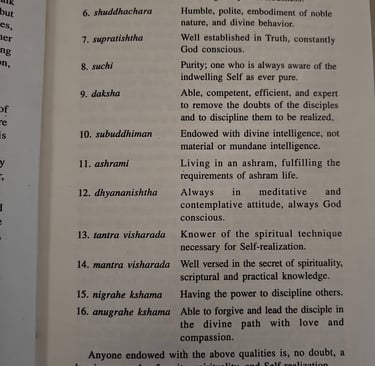 6. shuddhachara Humble, polite, embodiment of noble
nature, and divine behavior.
7. supratishtha Well established in Truth, constantly
God conscious.
8. suchi Purity; one who is always aware of the
indwelling Self as ever pure.
9. daksha Able, competent, efficient, and expert
to remove the doubts of the disciples
and to discipline them to be realized.
10. subuddhiman Endowed with divine intelligence, not
material or mundane intelligence.
11. ashrami Living in an ashram, fulfilling the
requirements of ashram life.
12. dhyananishtha Always in meditative and
contemplative attitude, always God
conscious.
13. tantra visharada Knower of the spiritual technique
necessary for Self-realization.
14. mantra visharada Well versed in the secret of spirituality,
scriptural and practical knowledge.
15. nigrahe kshama Having the power to discipline others.
16. anugrahe kshama Able to forgive and lead the disciple in
the divine path with love and
compassion.
Anyone endowed with the above qualities is, no doubt, a